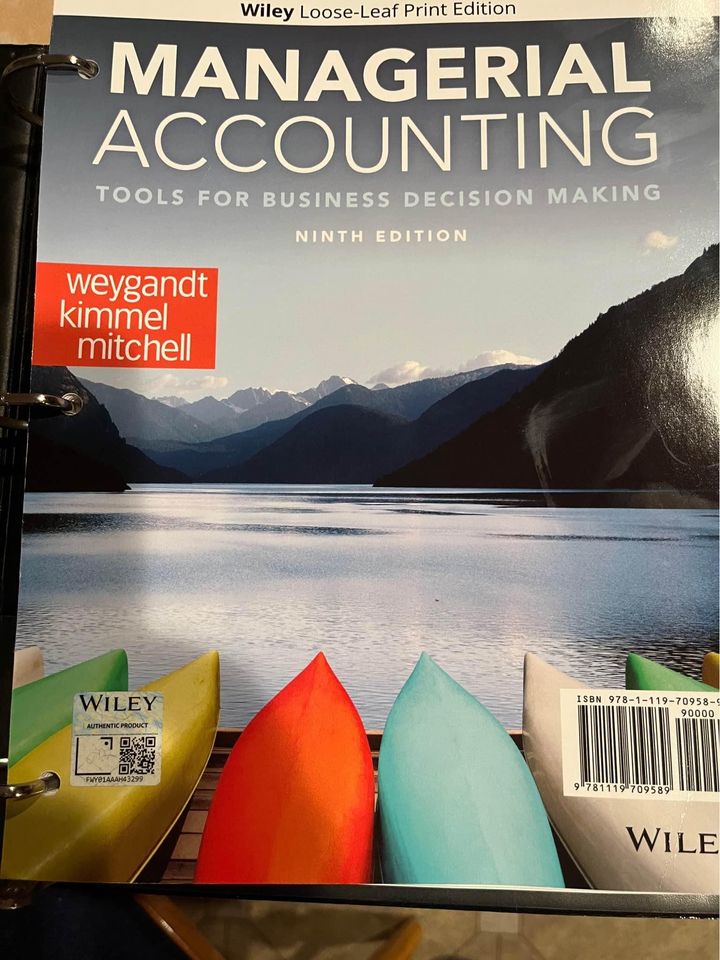 Wiley Loose-Leaf Print Edition
MANAGERIAL
ACCOUNTING
TOOLS FOR BUSINESS DECISION MAKING
NINTH EDITION
weygandt
kimmel
mitchell
WILEY
AUTHENTIC PRODUCT
FWY01AAAH43299
ISBN 978-1-119-70958-9
90000
9 781119 709589
WILE